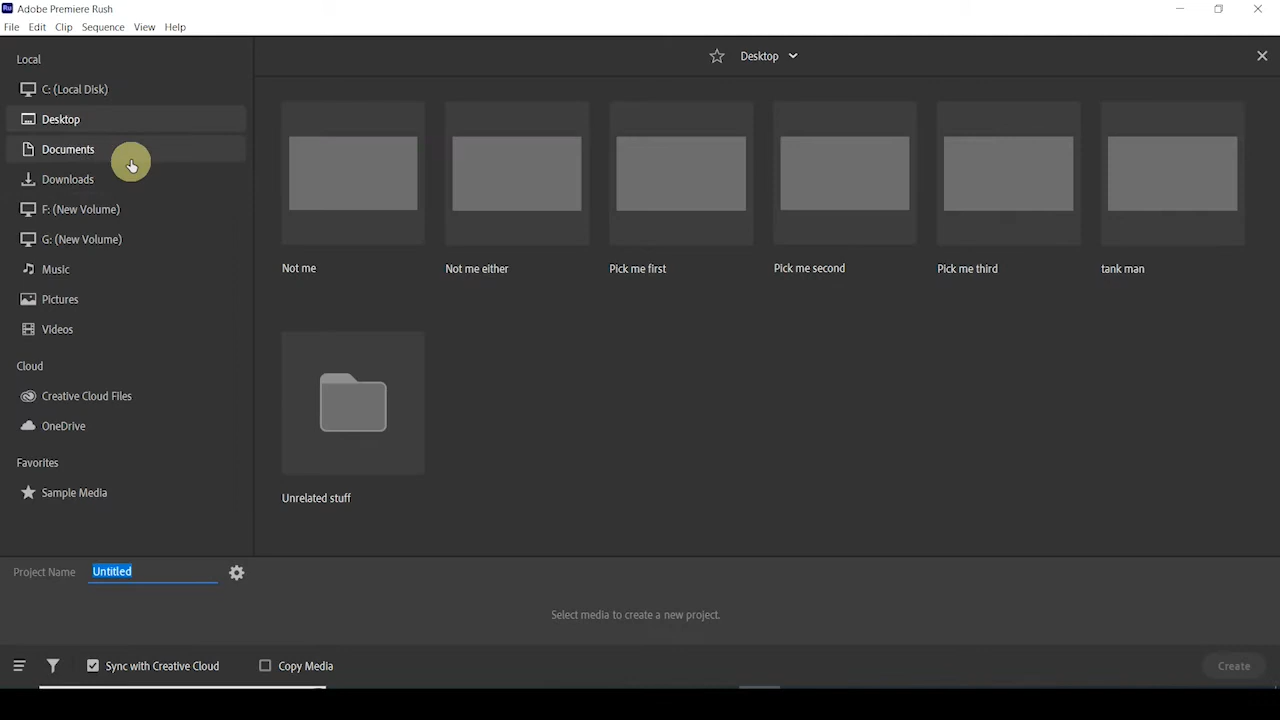 Adobe Premiere Rush
File Edit Clip Sequence View Help
Local
C: (Local Disk)
Desktop
Documents
Downloads
F: (New Volume)
G: (New Volume)
Music
Pictures
Videos
Cloud
Creative Cloud Files
OneDrive
Favorites
Sample Media
Desktop
Not me
Not me either
Pick me first
Pick me second
Pick me third
tank man
Unrelated stuff
Project Name Untitled
Select media to create a new project.
Sync with Creative Cloud
Copy Media
Create